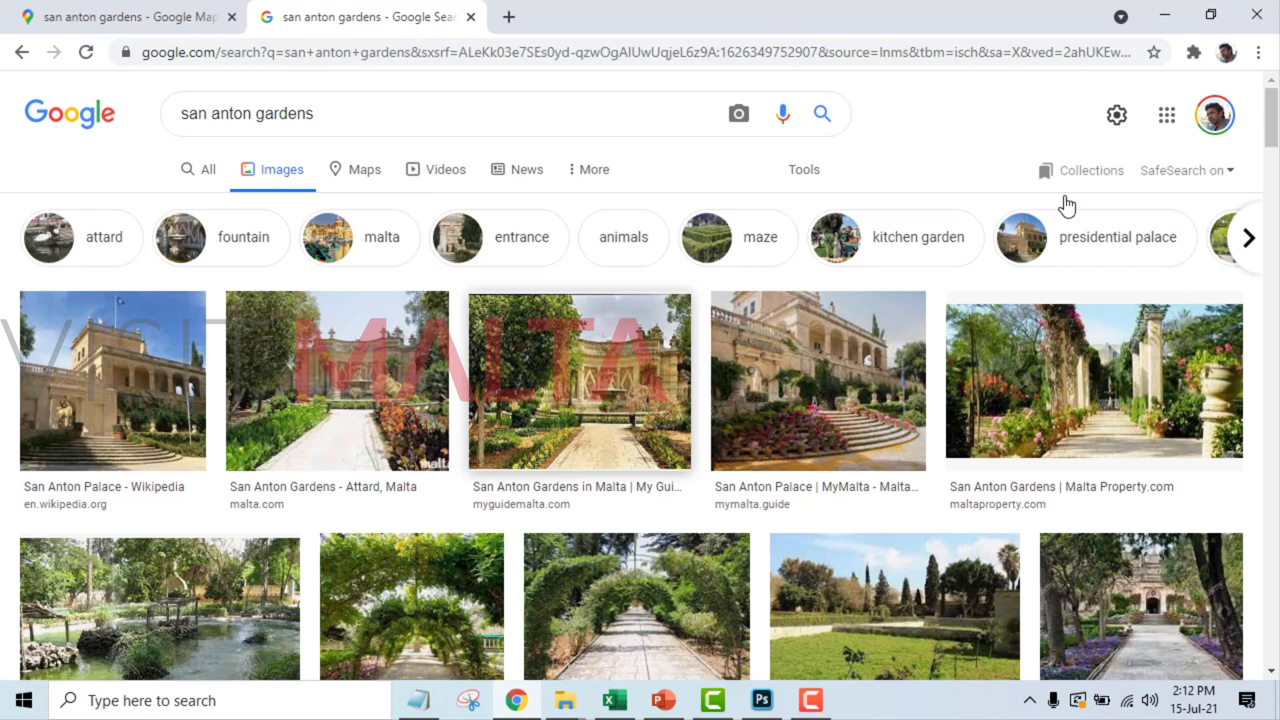 san anton gardens - Google Map
san anton gardens - Google Sear
google.com/search?q=san+anton+gardens&sxsrf=ALeKk03e7SEs0yd-qzwOgAlUwUqjeL6z9A:1626349752907&source=lnms&tbm=isch&sa=X&ved=2ahUKEw...
Google
san anton gardens
All Images Maps Videos News More Tools Collections SafeSearch on
attard fountain malta entrance animals maze kitchen garden presidential palace
VISIT MALTA
San Anton Palace - Wikipedia
en.wikipedia.org
San Anton Gardens - Attard, Malta
malta.com
San Anton Gardens in Malta | My Gui...
myguidemalta.com
San Anton Palace | MyMalta - Malta...
mymalta.guide
San Anton Gardens | Malta Property.com
maltaproperty.com
Type here to search
2:12 PM
15-Jul-21